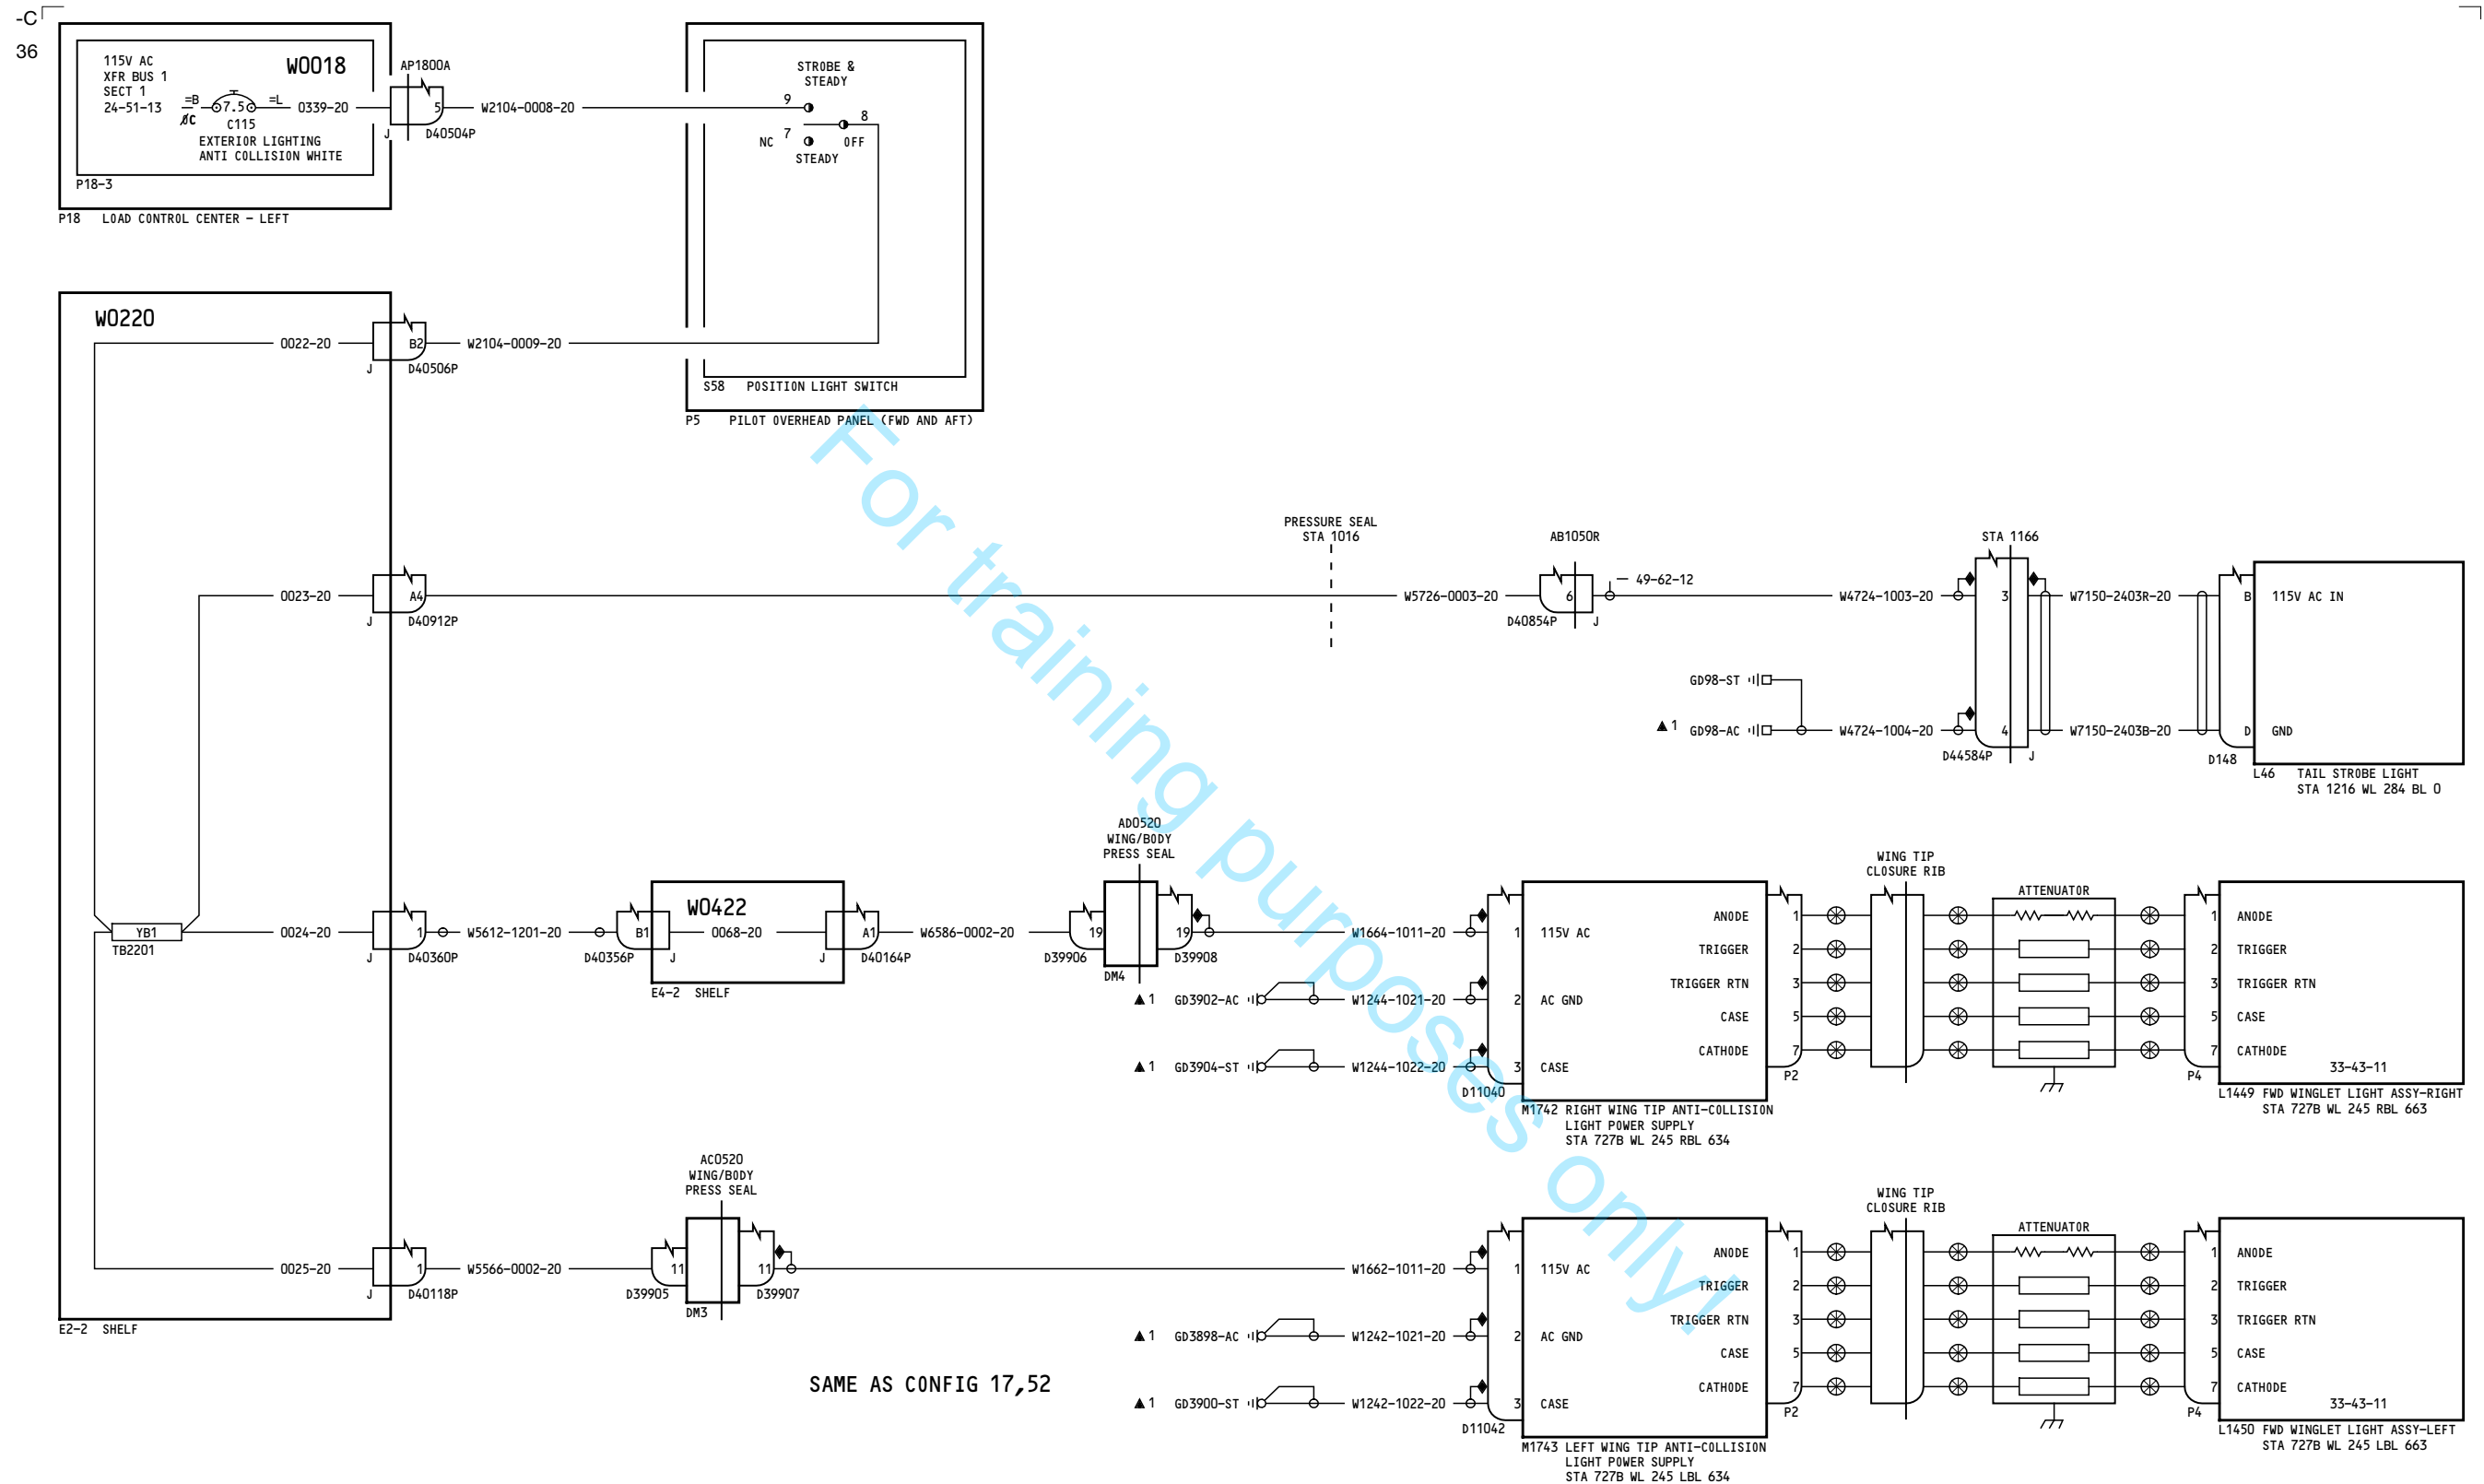 -C
36
115V AC
XFR BUS 1
SECT 1
24-51-13
=B
ØC
7.5
=L
C115
W0018
0339-20
EXTERIOR LIGHTING
ANTI COLLISION WHITE
P18-3
P18 LOAD CONTROL CENTER - LEFT
AP1800A
5
J
D40504P
W2104-0008-20
STROBE &
STEADY
9
8
7
NC
OFF
STEADY
S58 POSITION LIGHT SWITCH
P5 PILOT OVERHEAD PANEL (FWD AND AFT)
W0220
0022-20
B2
J
D40506P
W2104-0009-20
0023-20
A4
J
D40912P
PRESSURE SEAL
STA 1016
W5726-0003-20
AB1050R
6
D40854P
J
49-62-12
W4724-1003-20
STA 1166
3
W7150-2403R-20
B
115V AC IN
GD98-ST
1
GD98-AC
W4724-1004-20
4
D44584P
J
W7150-2403B-20
D
GND
D148
L46 TAIL STROBE LIGHT
STA 1216 WL 284 BL 0
YB1
TB2201
0024-20
1
J
D40360P
W5612-1201-20
B1
D40356P
J
W0422
0068-20
A1
J
D40164P
E4-2 SHELF
W6586-0002-20
AD0520
WING/BODY
PRESS SEAL
19
19
D39906
D39908
DM4
W1664-1011-20
1
GD3902-AC
W1244-1021-20
1
GD3904-ST
W1244-1022-20
D11040
1 115V AC
2 AC GND
3 CASE
ANODE 1
TRIGGER 2
TRIGGER RTN 3
CASE 5
CATHODE 7
P2
M1742 RIGHT WING TIP ANTI-COLLISION
LIGHT POWER SUPPLY
STA 727B WL 245 RBL 634
WING TIP
CLOSURE RIB
ATTENUATOR
1 ANODE
2 TRIGGER
3 TRIGGER RTN
5 CASE
7 CATHODE
P4
33-43-11
L1449 FWD WINGLET LIGHT ASSY-RIGHT
STA 727B WL 245 RBL 663
0025-20
1
J
D40118P
E2-2 SHELF
W5566-0002-20
AC0520
WING/BODY
PRESS SEAL
11
11
D39905
D39907
DM3
W1662-1011-20
1
GD3898-AC
W1242-1021-20
1
GD3900-ST
W1242-1022-20
D11042
1 115V AC
2 AC GND
3 CASE
ANODE 1
TRIGGER 2
TRIGGER RTN 3
CASE 5
CATHODE 7
P2
M1743 LEFT WING TIP ANTI-COLLISION
LIGHT POWER SUPPLY
STA 727B WL 245 LBL 634
WING TIP
CLOSURE RIB
ATTENUATOR
1 ANODE
2 TRIGGER
3 TRIGGER RTN
5 CASE
7 CATHODE
P4
33-43-11
L1450 FWD WINGLET LIGHT ASSY-LEFT
STA 727B WL 245 LBL 663
SAME AS CONFIG 17,52
For training purposes only!